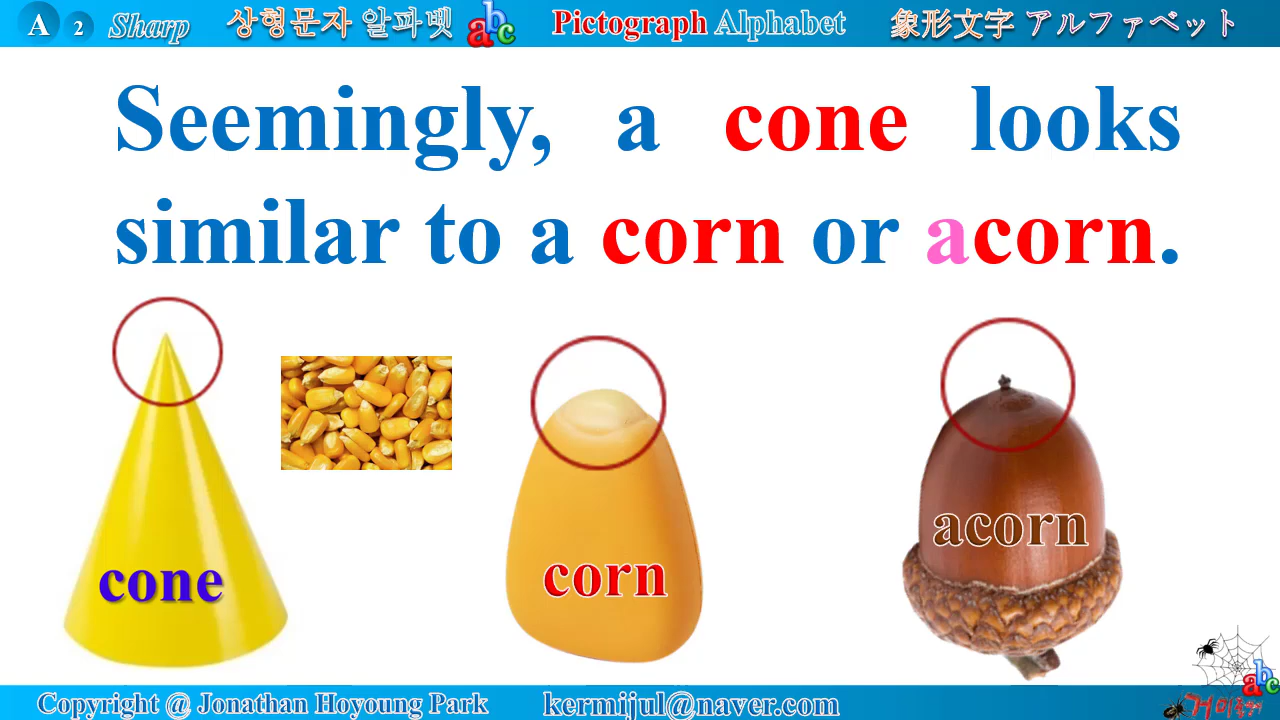 A 2 Sharp 상형문자 알파벳 abc Pictograph Alphabet 象形文字 アルファベット
Seemingly, a cone looks
similar to a corn or acorn.
cone
corn
acorn
abc
Copyright @ Jonathan Hoyoung Park kermijul@naver.com